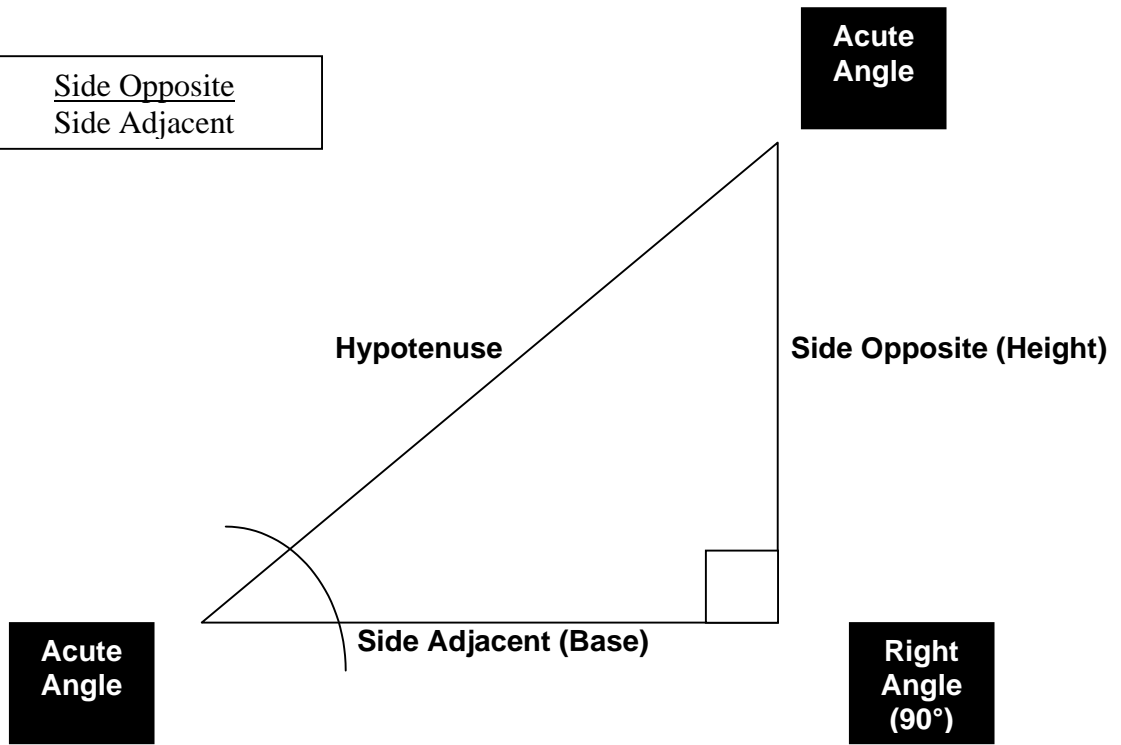 Acute
Angle
Side Opposite
Side Adjacent
Hypotenuse
Side Opposite (Height)
Side Adjacent (Base)
Acute
Angle
Right
Angle
(90°)